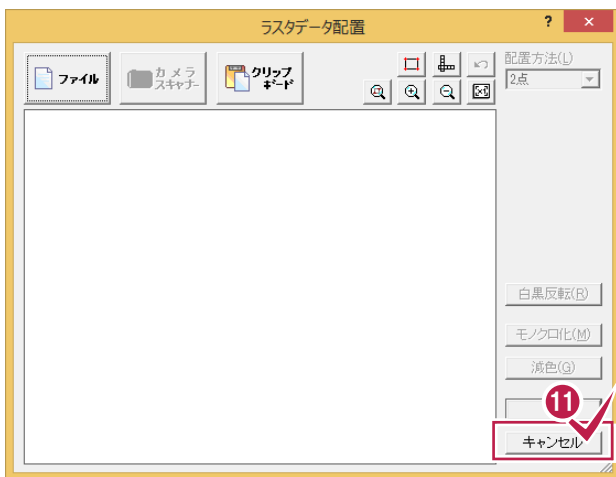 ラスタデータ配置
?
ファイル
カメラ
スキャナー
クリップ
ボード
配置方法(L)
2点
白黒反転(R)
モノクロ化(M)
減色(G)
11
キャンセル